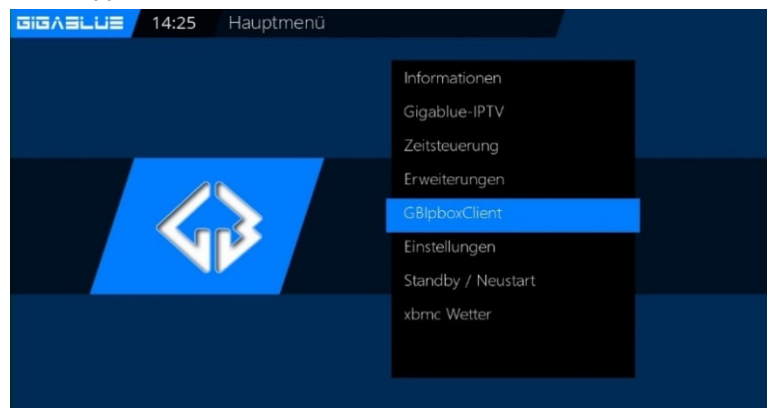 GIGABLUE 14:25 Hauptmenü
Informationen
Gigablue-IPTV
Zeitsteuerung
Erweiterungen
GBIpboxClient
Einstellungen
Standby / Neustart
xbmc Wetter